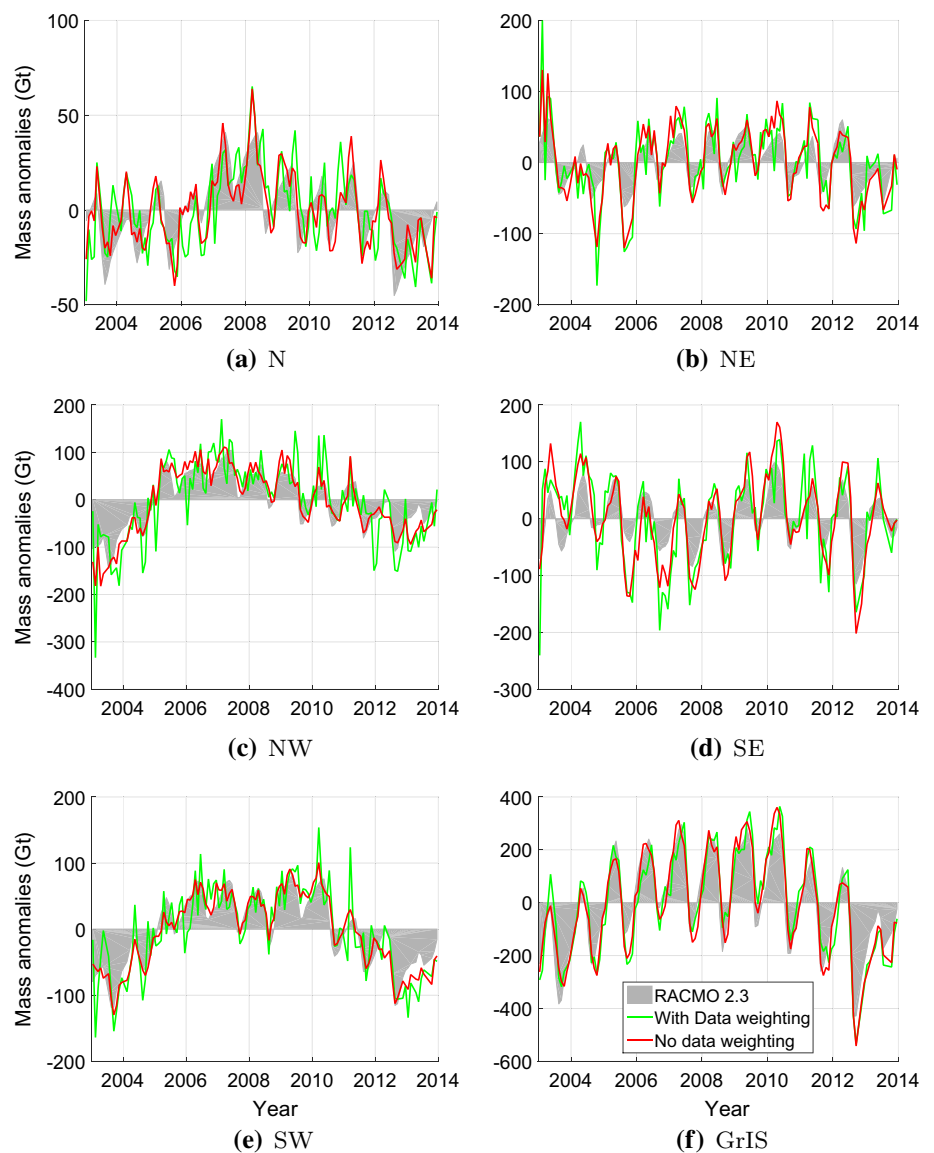 Mass anomalies (Gt)
100
50
0
-50
2004 2006 2008 2010 2012 2014
(a) N
200
100
0
-100
-200
2004 2006 2008 2010 2012 2014
(b) NE
Mass anomalies (Gt)
200
100
0
-100
-200
-300
-400
2004 2006 2008 2010 2012 2014
(c) NW
200
100
0
-100
-200
-300
2004 2006 2008 2010 2012 2014
(d) SE
Mass anomalies (Gt)
200
100
0
-100
-200
2004 2006 2008 2010 2012 2014
Year
(e) SW
400
200
0
-200
-400
-600
RACMO 2.3
With Data weighting
No data weighting
2004 2006 2008 2010 2012 2014
Year
(f) GrIS